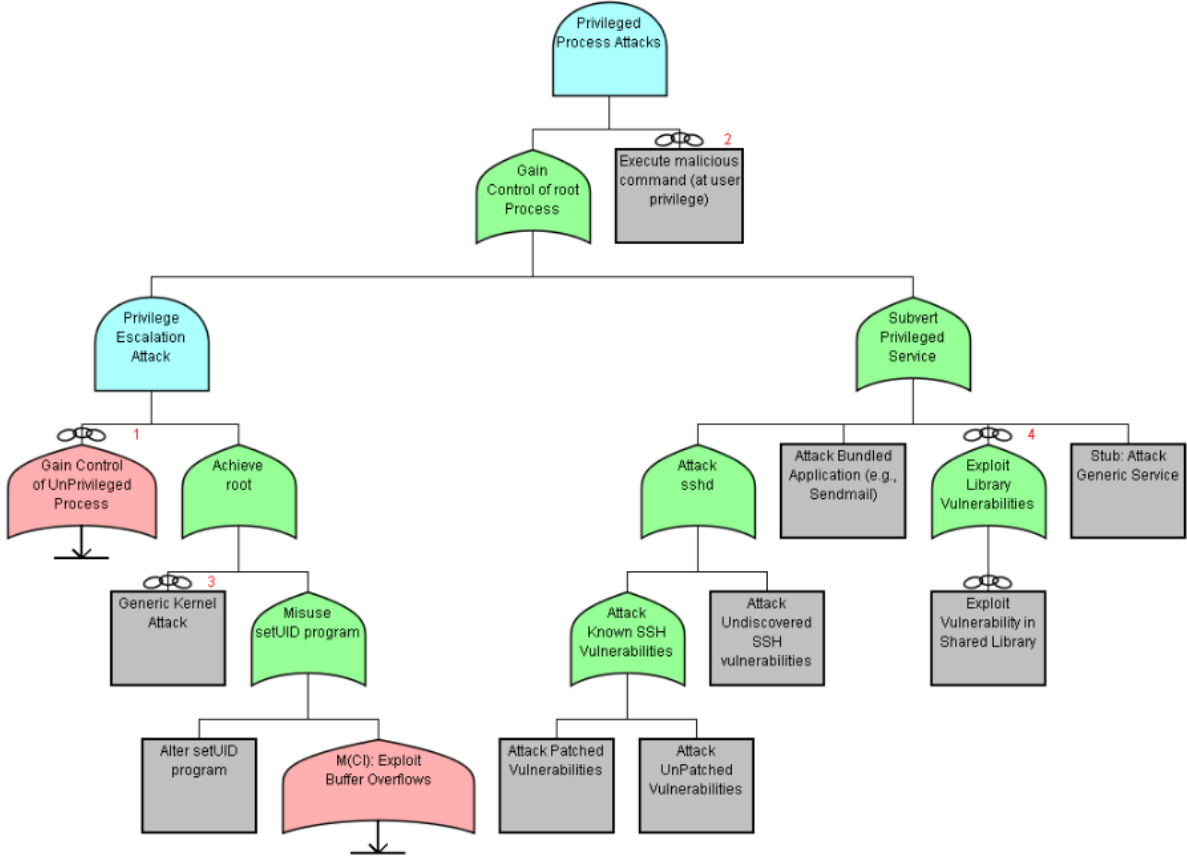 Privileged
Process Attacks
2
Gain
Control of root
Process
Execute malicious
command (at user
privilege)
Privilege
Escalation
Attack
Subvert
Privileged
Service
1
Gain Control
of UnPrivileged
Process
Achieve
root
Attack
sshd
Attack Bundled
Application (e.g.,
Sendmail)
4
Exploit
Library
Vulnerabilities
Stub: Attack
Generic Service
3
Generic Kernel
Attack
Misuse
setUID program
Attack
Known SSH
Vulnerabilities
Attack
Undiscovered
SSH
vulnerabilities
Exploit
Vulnerability in
Shared Library
Alter setUID
program
M(CI): Exploit
Buffer Overflows
Attack Patched
Vulnerabilities
Attack
UnPatched
Vulnerabilities